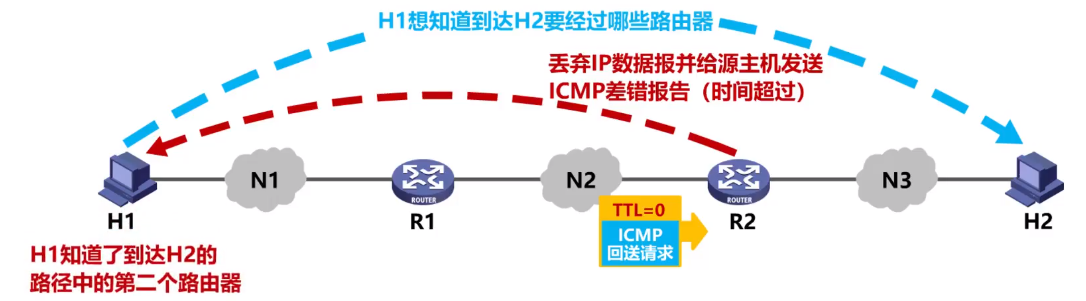 H1想知道到达H2要经过哪些路由器
丢弃IP数据报并给源主机发送
ICMP差错报告（时间超过）
N1
N2
N3
ROUTER
ROUTER
H1
R1
TTL=0
R2
H2
ICMP
回送请求
H1知道了到达H2的
路径中的第二个路由器